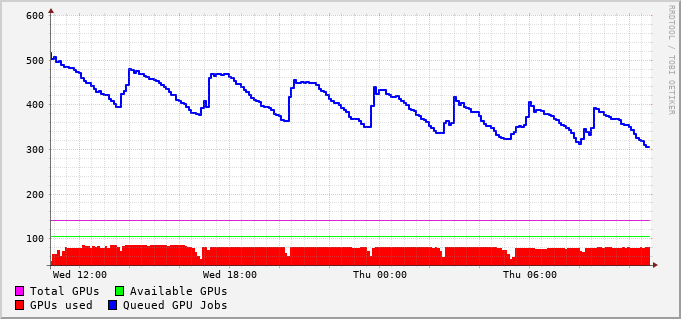 600
500
400
300
200
100
Wed 12:00 Wed 18:00 Thu 00:00 Thu 06:00
Total GPUs Available GPUs
GPUs used Queued GPU Jobs
RRDTOOL / TOBI OETIKER